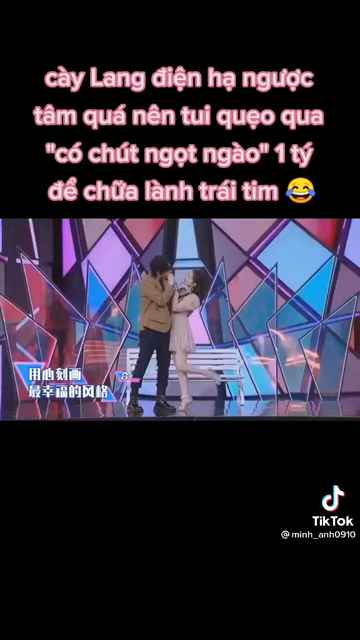 cày Lang điện hạ ngược
tâm quá nên tui quẹo qua
"có chút ngọt ngào" 1 tý
để chữa lành trái tim 😂
用心刻画
最幸福的风格
TikTok
@minh_anh0910